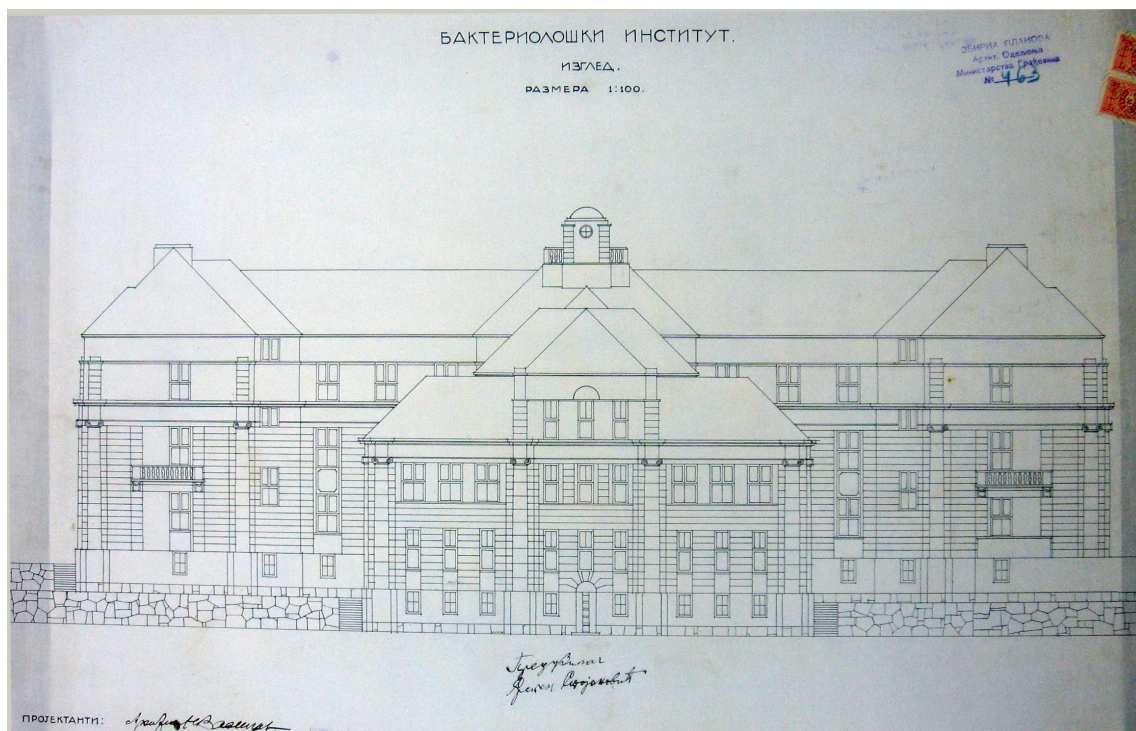 БАКТЕРИОЛОШКИ ИНСТИТУТ.
ИЗГЛЕД.
РАЗМЕРА 1:100.
ЗБИРКА ПЛАНОВА
Архит. Одељења
Министарства Грађевина
№ 463
ПРОЈЕКТАНТИ: